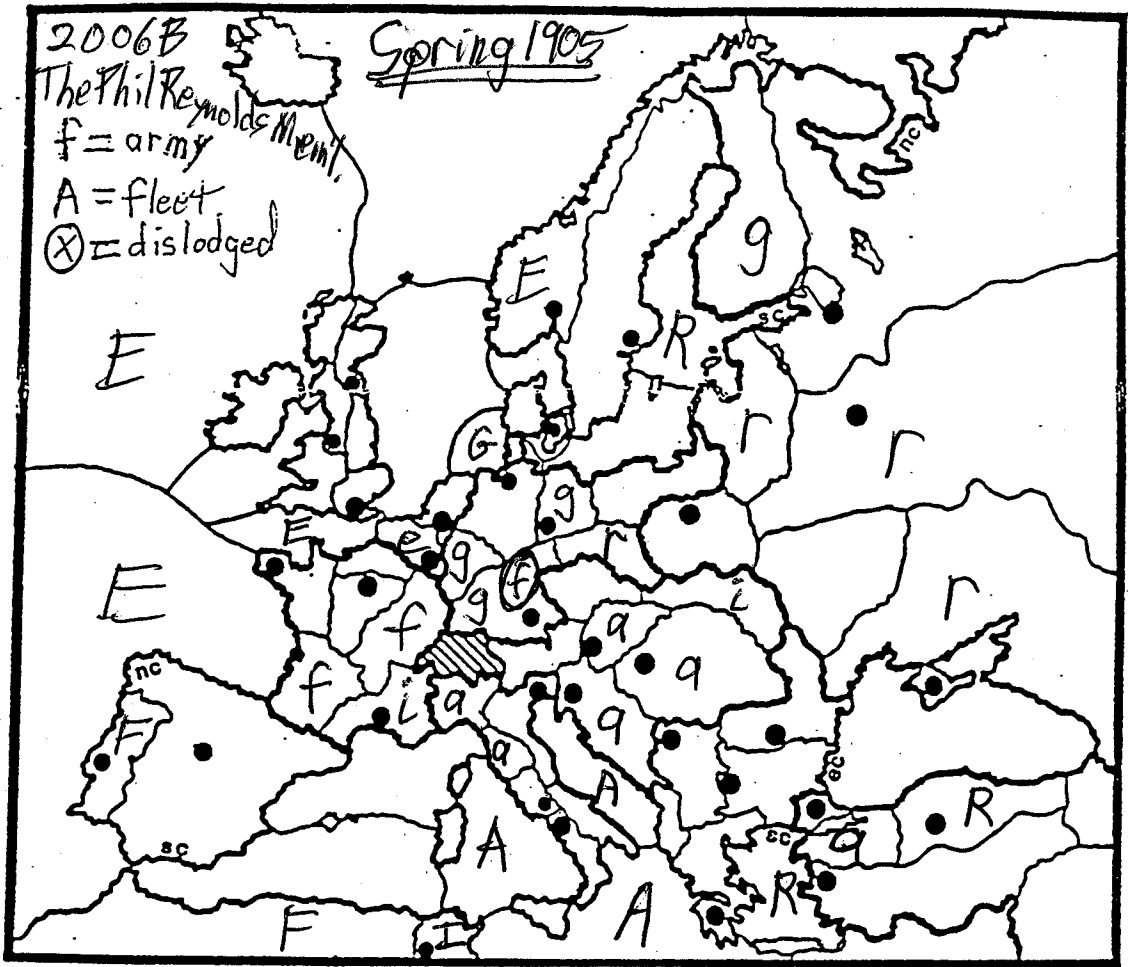 2006B
Spring 1905
The Phil Reynolds Mem'l.
f = army
A = fleet
ⓧ = dislodged
nc
g
E
sc
R
E
G
r
r
g
E
e
g
r
f
g
i
r
E
f
a
nc
f
i
a
a
a
F
a
ec
A
R
sc
sc
A
a
R
A
F
I